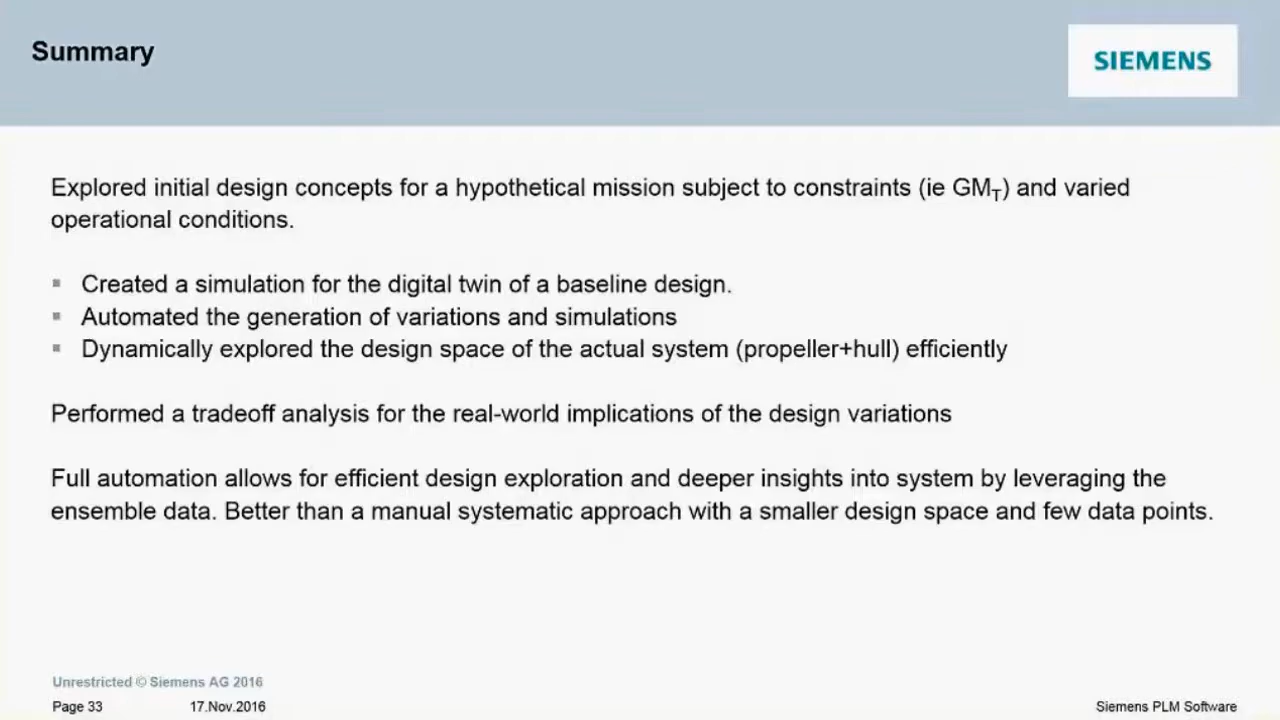 Summary
SIEMENS
Explored initial design concepts for a hypothetical mission subject to constraints (ie GMT) and varied
operational conditions.
▪ Created a simulation for the digital twin of a baseline design.
▪ Automated the generation of variations and simulations
▪ Dynamically explored the design space of the actual system (propeller+hull) efficiently
Performed a tradeoff analysis for the real-world implications of the design variations
Full automation allows for efficient design exploration and deeper insights into system by leveraging the
ensemble data. Better than a manual systematic approach with a smaller design space and few data points.
Unrestricted © Siemens AG 2016
Page 33 17.Nov.2016 Siemens PLM Software